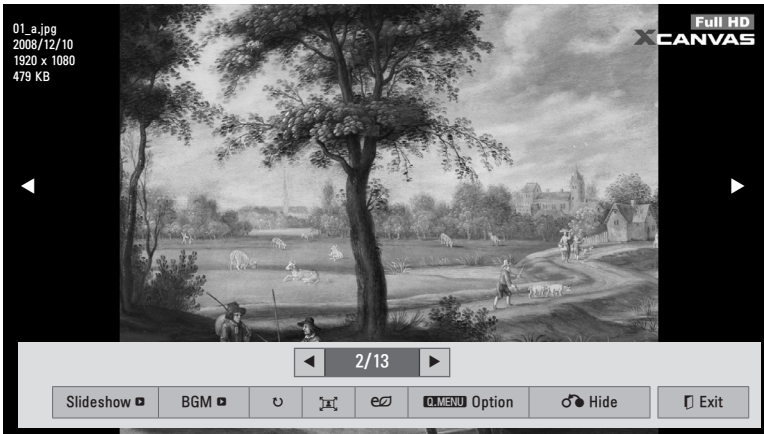 01_a.jpg
2008/12/10
1920 x 1080
479 KB
Full HD
XCANVAS
2/13
Slideshow
BGM
Q.MENU Option
Hide
Exit